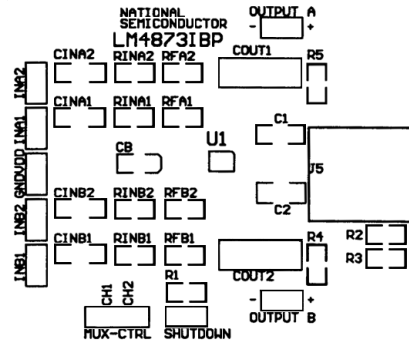 NATIONAL
SEMICONDUCTOR
LM4873IBP
OUTPUT A
- +
CINA2 RINA2 RFA2 COUT1 R5
INA2
CINA1 RINA1 RFA1
INA1
C1
CB U1
GNDVDD
J5
CINB2 RINB2 RFB2
C2
INB2
R2
CINB1 RINB1 RFB1 R4
R3
INB1
COUT2
R1
CH1
CH2
- +
MUX-CTRL SHUTDOWN
OUTPUT B